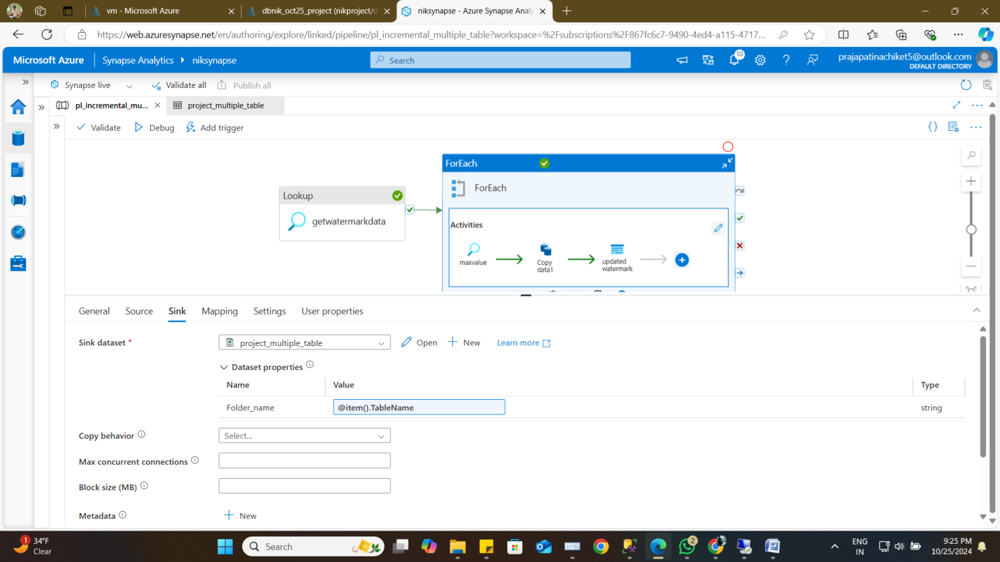 vm - Microsoft Azure
dbnik_oct25_project (nikproject/d
niksynapse - Azure Synapse Analy
https://web.azuresynapse.net/en/authoring/explore/linked/pipeline/pl_incremental_multiple_table?workspace=%2Fsubscriptions%2F867fc6c7-9490-4ed4-a115-4717...
Microsoft Azure
Synapse Analytics
niksynapse
Search
10
prajapatinachiket5@outlook.com
DEFAULT DIRECTORY
Synapse live
Validate all
Publish all
pl_incremental_mu...
project_multiple_table
Validate
Debug
Add trigger
ForEach
Lookup
ForEach
getwatermarkdata
Activities
maxvalue
Copy
data1
updated
watermark
General
Source
Sink
Mapping
Settings
User properties
Sink dataset *
project_multiple_table
Open
New
Learn more
Dataset properties
Name
Value
Type
Folder_name
@item().TableName
string
Copy behavior
Select...
Max concurrent connections
Block size (MB)
Metadata
New
1
34°F
Clear
Search
2
ENG
IN
9:25 PM
10/25/2024